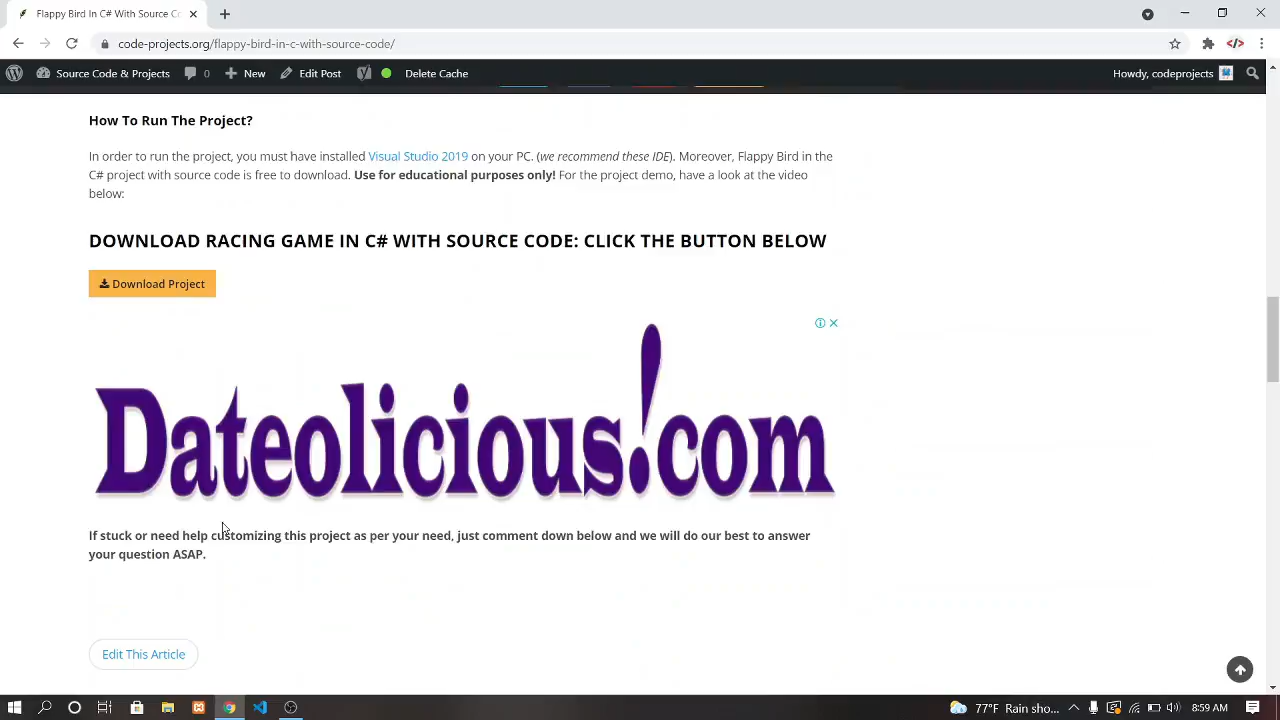 Flappy Bird In C# With Source Co
code-projects.org/flappy-bird-in-c-with-source-code/
Source Code & Projects 0 New Edit Post Delete Cache Howdy, codeprojects
How To Run The Project?
In order to run the project, you must have installed Visual Studio 2019 on your PC. (we recommend these IDE). Moreover, Flappy Bird in the
C# project with source code is free to download. Use for educational purposes only! For the project demo, have a look at the video
below:
DOWNLOAD RACING GAME IN C# WITH SOURCE CODE: CLICK THE BUTTON BELOW
Download Project
Dateolicious!.com
If stuck or need help customizing this project as per your need, just comment down below and we will do our best to answer
your question ASAP.
Edit This Article
77°F Rain sho... 8:59 AM